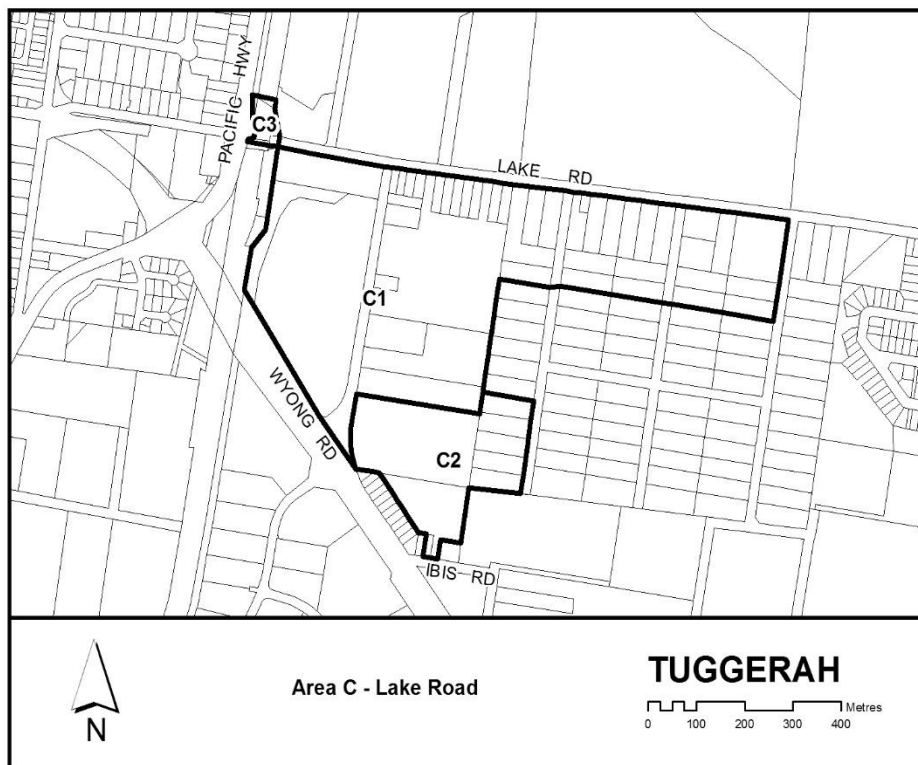 PACIFIC HWY
C3
LAKE RD
C1
WYONG RD
C2
IBIS RD
N
Area C - Lake Road
TUGGERAH
Metres
0 100 200 300 400